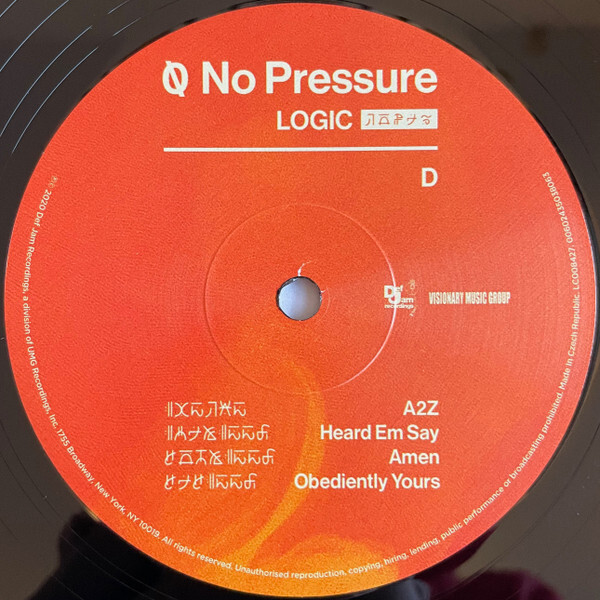 No Pressure
LOGIC
D
Def Jam recordings
VISIONARY MUSIC GROUP
A2Z
Heard Em Say
Amen
Obediently Yours
℗© 2020 Def Jam Recordings, a division of UMG Recordings, Inc. 1755 Broadway, New York, NY 10019. All rights reserved. Unauthorised reproduction, copying, hiring, lending, public performance or broadcasting prohibited. Made in Czech Republic. LC008427. 00602435038063